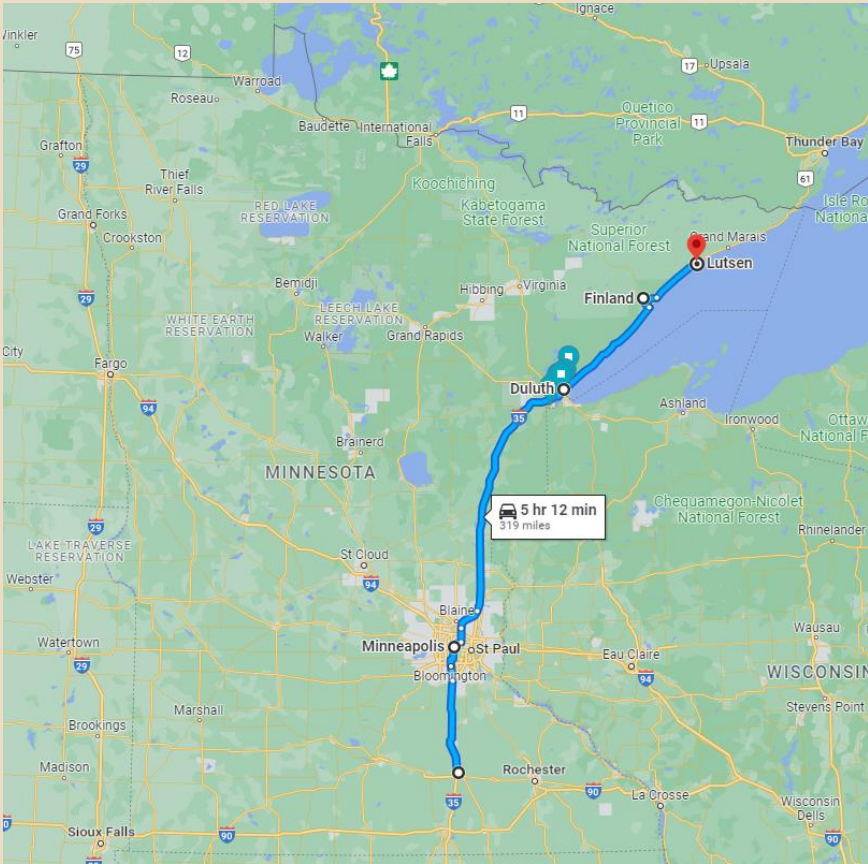 Ignace
Winkler
75
12
17
Upsala
Warroad
Roseau
Quetico
Provincial
Park
11
11
Baudette
International
Falls
Thunder Bay
Grafton
29
Thief
River Falls
Koochiching
61
Kabetogama
State Forest
RED LAKE
RESERVATION
Isle Ro
Nationa
Grand Forks
Crookston
Superior
National Forest
Grand Marais
Lutsen
Bemidji
Hibbing
Virginia
Finland
29
LEECH LAKE
RESERVATION
WHITE EARTH
RESERVATION
Walker
Grand Rapids
City
Fargo
Duluth
94
35
Ashland
Ironwood
Ottaw
National F
Brainerd
MINNESOTA
5 hr 12 min
319 miles
Chequamegon-Nicolet
National Forest
29
Rhinelander
LAKE TRAVERSE
RESERVATION
St Cloud
Webster
94
Blaine
Wausau
Watertown
Minneapolis
St Paul
29
Eau Claire
Bloomington
94
WISCONSIN
Stevens Point
Marshall
Brookings
Madison
Rochester
35
90
La Crosse
Wisconsin
Dells
Sioux Falls
90
90